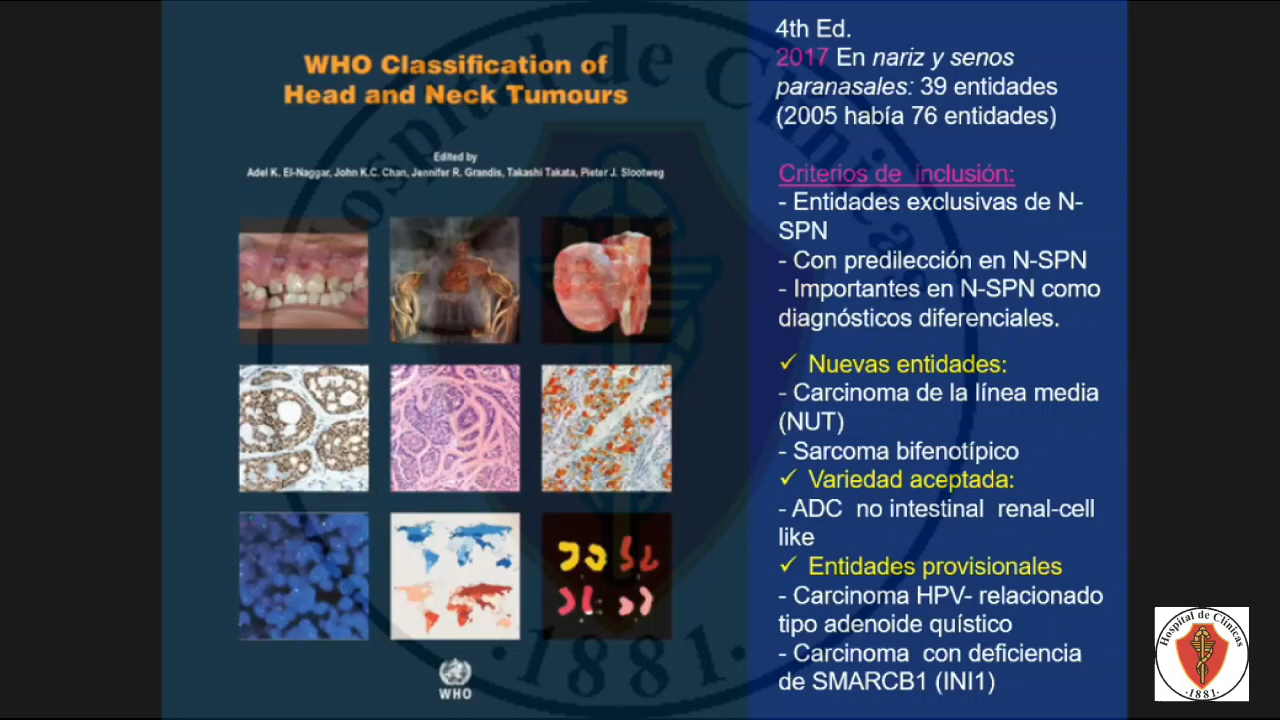 WHO Classification of
Head and Neck Tumours
Edited by
Adel K. El-Naggar, John K.C. Chan, Jennifer R. Grandis, Takashi Takata, Pieter J. Slootweg
WHO
4th Ed.
2017 En nariz y senos
paranasales: 39 entidades
(2005 había 76 entidades)
Criterios de inclusión:
- Entidades exclusivas de N-
SPN
- Con predilección en N-SPN
- Importantes en N-SPN como
diagnósticos diferenciales.
✓ Nuevas entidades:
- Carcinoma de la línea media
(NUT)
- Sarcoma bifenotípico
✓ Variedad aceptada:
- ADC no intestinal renal-cell
like
✓ Entidades provisionales
- Carcinoma HPV- relacionado
tipo adenoide quístico
- Carcinoma con deficiencia
de SMARCB1 (INI1)
Hospital de Clínicas
·1881·
Hospital de Clínicas
·1881·